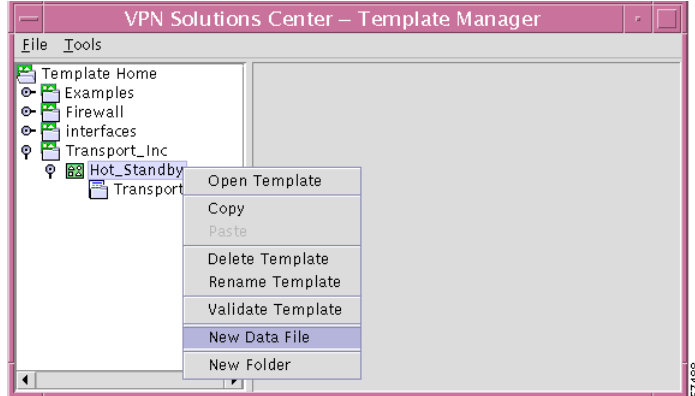 VPN Solutions Center – Template Manager
File Tools
Template Home
Examples
Firewall
interfaces
Transport_Inc
Hot_Standby
Transport
Open Template
Copy
Paste
Delete Template
Rename Template
Validate Template
New Data File
New Folder